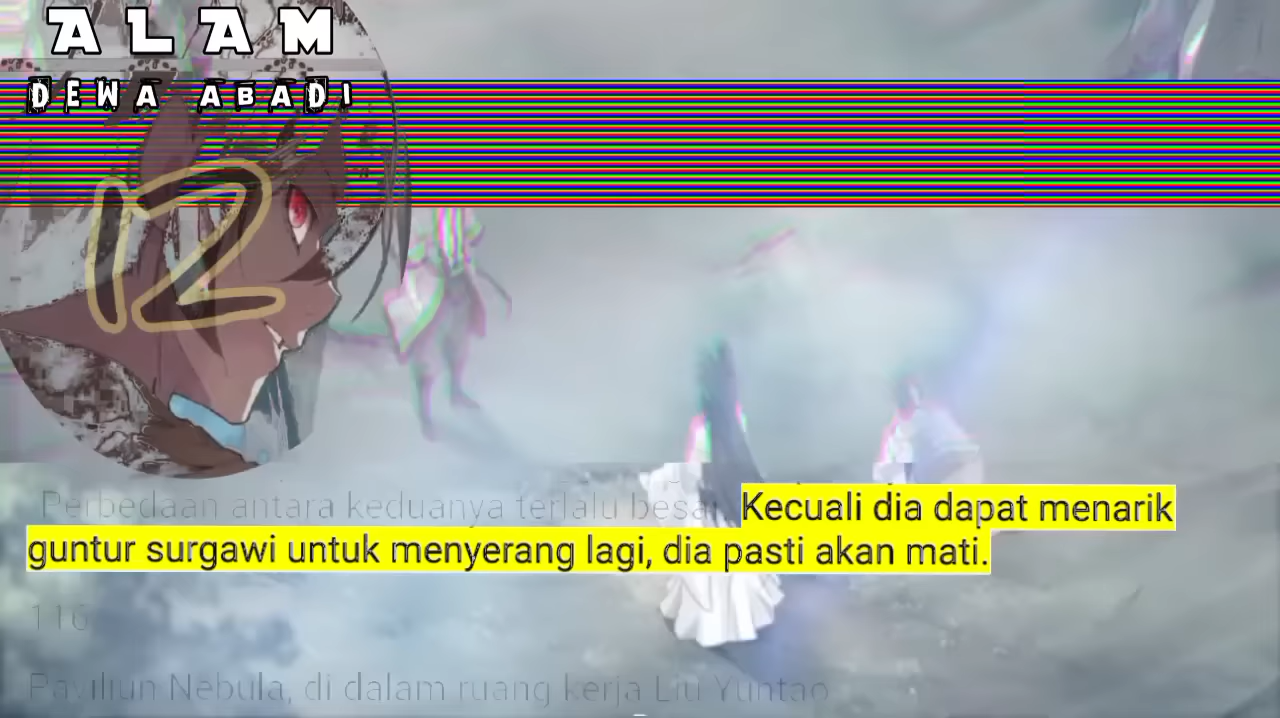 ALAM
DEWA ABADI
12
Perbedaan antara keduanya terlalu besar. Kecuali dia dapat menarik
guntur surgawi untuk menyerang lagi, dia pasti akan mati.
116
Paviliun Nebula, di dalam ruang kerja Liu Yuntao